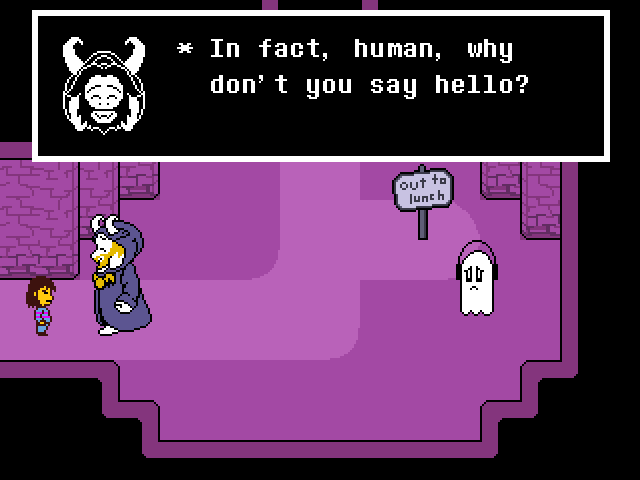 * In fact, human, why
don't you say hello?
out to
lunch